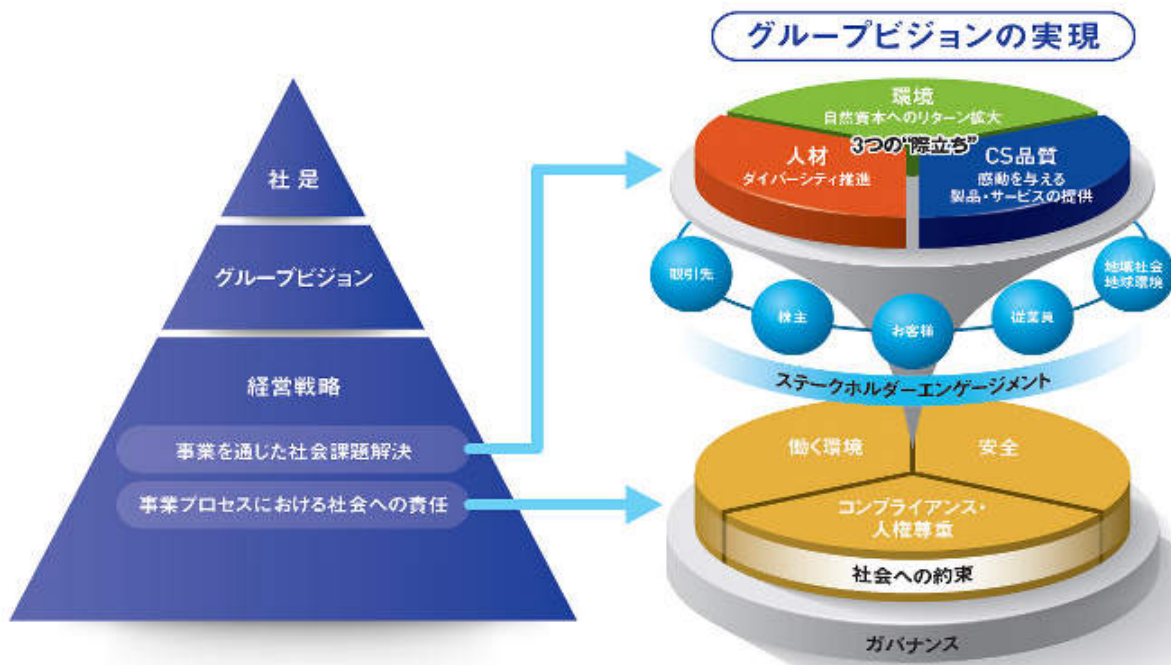 グループビジョンの実現
社是
グループビジョン
経営戦略
事業を通じた社会課題解決
事業プロセスにおける社会への責任
環境
自然資本へのリターン拡大
3つの"際立ち"
人材
ダイバーシティ推進
CS品質
感動を与える
製品・サービスの提供
取引先
株主
お客様
従業員
地域社会
地球環境
ステークホルダーエンゲージメント
働く環境
安全
コンプライアンス・
人権尊重
社会への約束
ガバナンス